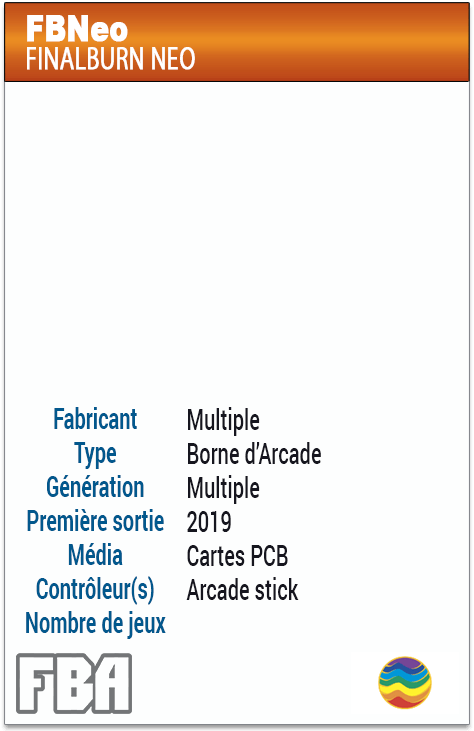 FBNeo
FINALBURN NEO
Fabricant Multiple
Type Borne d’Arcade
Génération Multiple
Première sortie 2019
Média Cartes PCB
Contrôleur(s) Arcade stick
Nombre de jeux
FBA